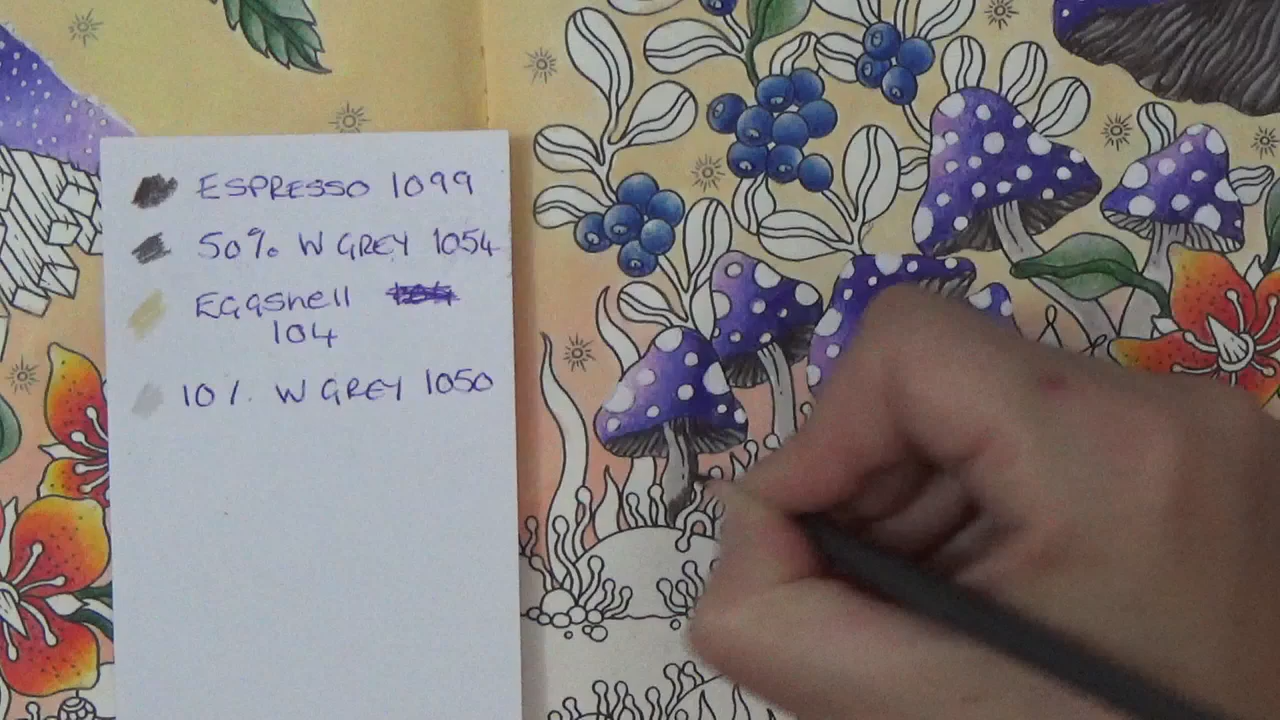 ESPRESSO 1099
50% W GREY 1054
EGGShell
104
10%. W GREY 1050